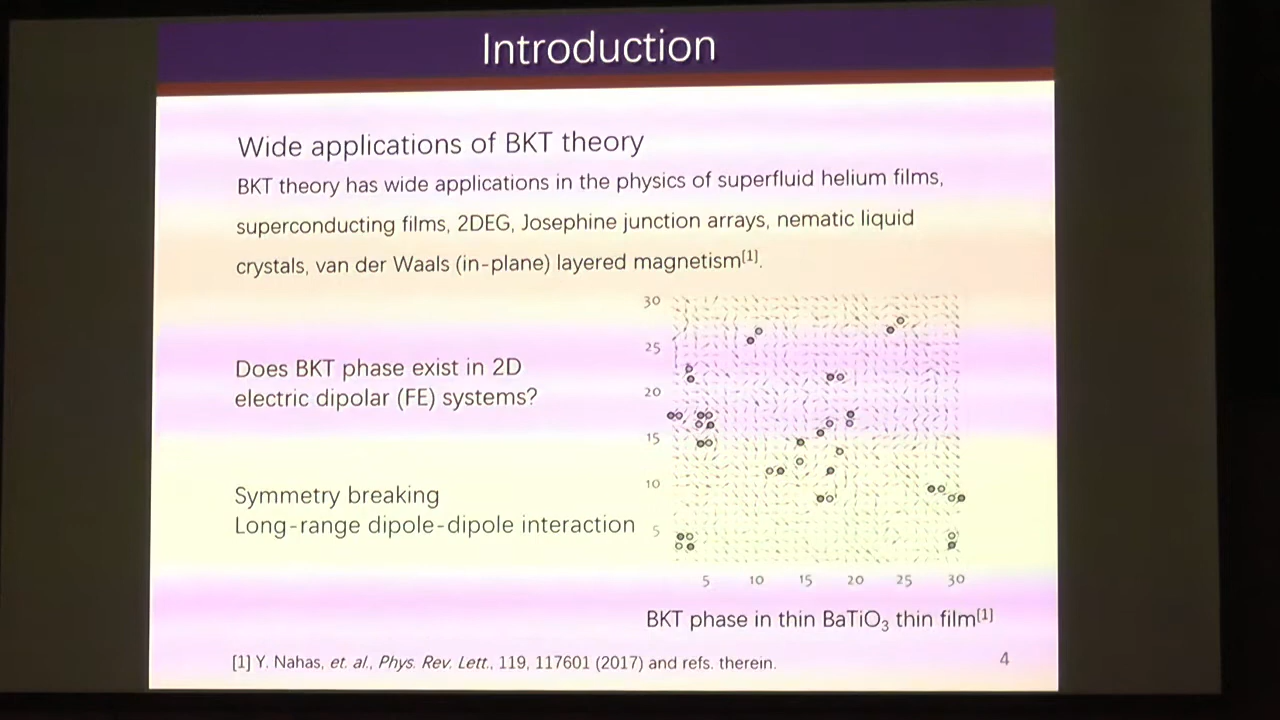 Introduction
Wide applications of BKT theory
BKT theory has wide applications in the physics of superfluid helium films,
superconducting films, 2DEG, Josephine junction arrays, nematic liquid
crystals, van der Waals (in-plane) layered magnetism[1].
Does BKT phase exist in 2D
electric dipolar (FE) systems?
Symmetry breaking
Long-range dipole-dipole interaction
30
25
20
15
10
5
5 10 15 20 25 30
BKT phase in thin BaTiO₃ thin film[1]
[1] Y. Nahas, et. al., Phys. Rev. Lett., 119, 117601 (2017) and refs. therein.
4